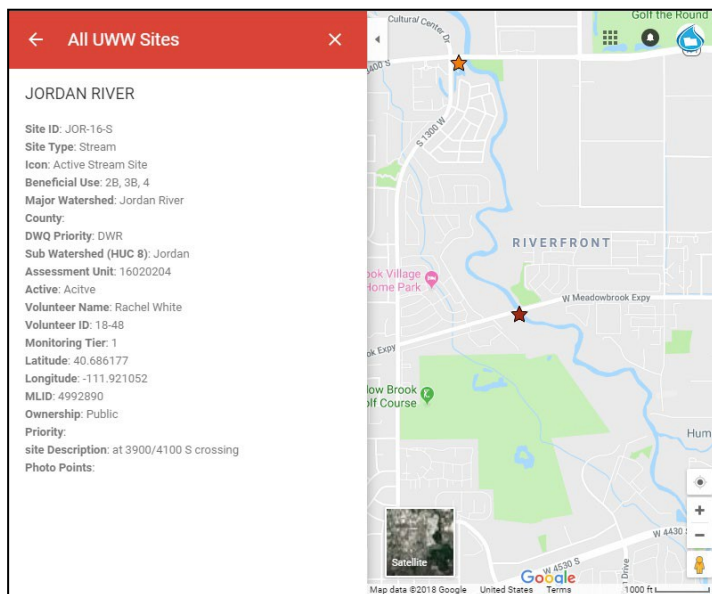 All UWW Sites
JORDAN RIVER
Site ID: JOR-16-S
Site Type: Stream
Icon: Active Stream Site
Beneficial Use: 2B, 3B, 4
Major Watershed: Jordan River
County:
DWQ Priority: DWR
Sub Watershed (HUC 8): Jordan
Assessment Unit: 16020204
Active: Acitve
Volunteer Name: Rachel White
Volunteer ID: 18-48
Monitoring Tier: 1
Latitude: 40.686177
Longitude: -111.921052
MLID: 4992890
Ownership: Public
Priority:
site Description: at 3900/4100 S crossing
Photo Points:
Cultural Center Dr
Golf the Round
3400 S
S 1300 W
RIVERFRONT
ook Village
Home Park
W Meadowbrook Expy
ok Expy
low Brook
olf Course
Hum
W 4430 S
W 4530 S
n Drive
Satellite
Google
Map data ©2018 Google United States Terms 1000 ft